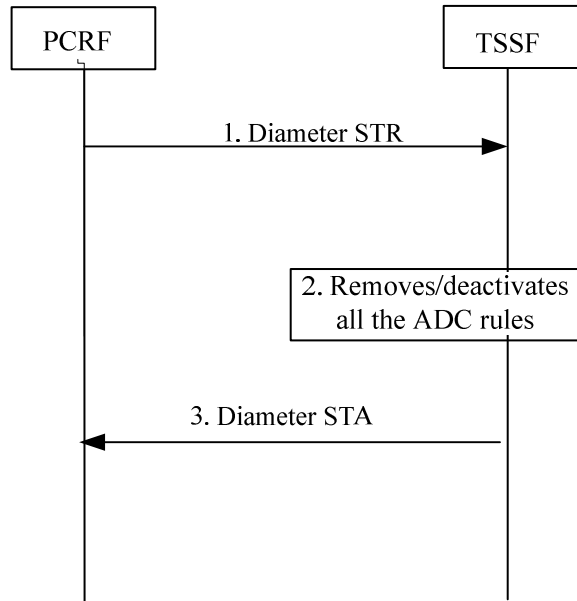 PCRF
TSSF
1. Diameter STR
2. Removes/deactivates
all the ADC rules
3. Diameter STA